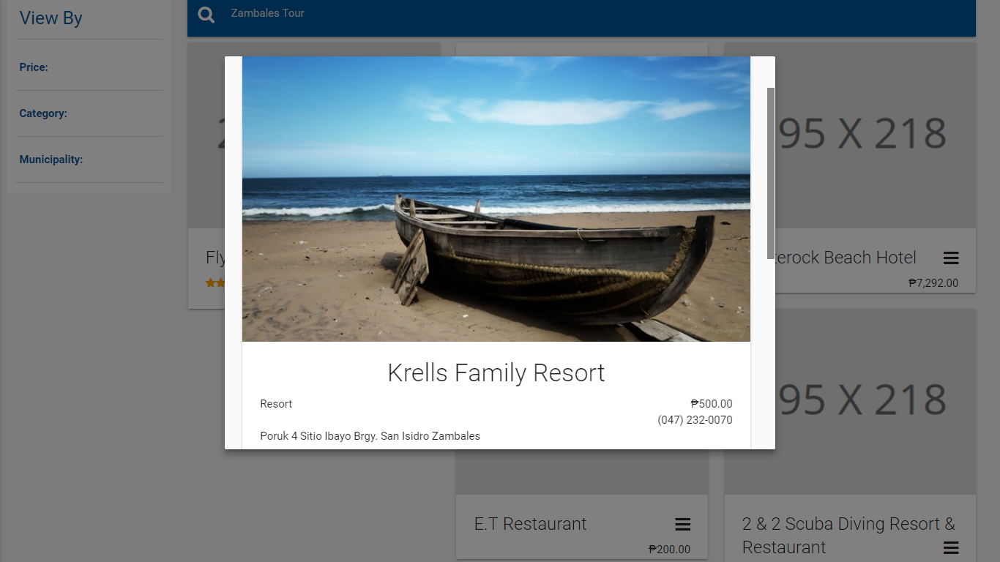 View By
Zambales Tour
Price:
Category:
Municipality:
95 X 218
Fly
terock Beach Hotel
₱7,292.00
Krells Family Resort
Resort
₱500.00
(047) 232-0070
Poruk 4 Sitio Ibayo Brgy. San Isidro Zambales
95 X 218
E.T Restaurant
₱200.00
2 & 2 Scuba Diving Resort &
Restaurant